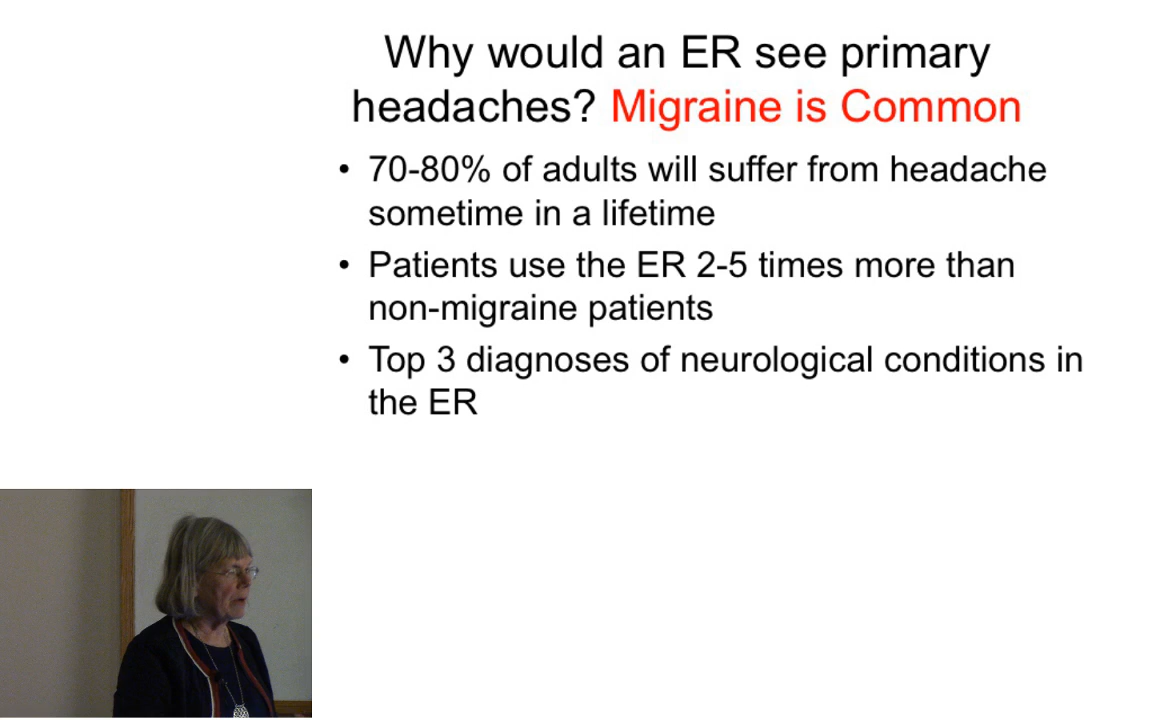 Why would an ER see primary
headaches? Migraine is Common
• 70-80% of adults will suffer from headache
sometime in a lifetime
• Patients use the ER 2-5 times more than
non-migraine patients
• Top 3 diagnoses of neurological conditions in
the ER